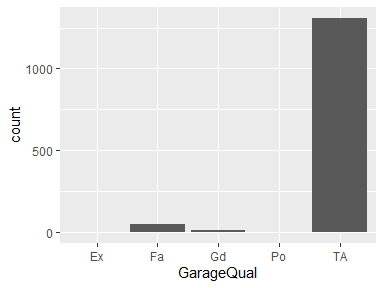 count
1000
500
0
Ex Fa Gd Po TA
GarageQual